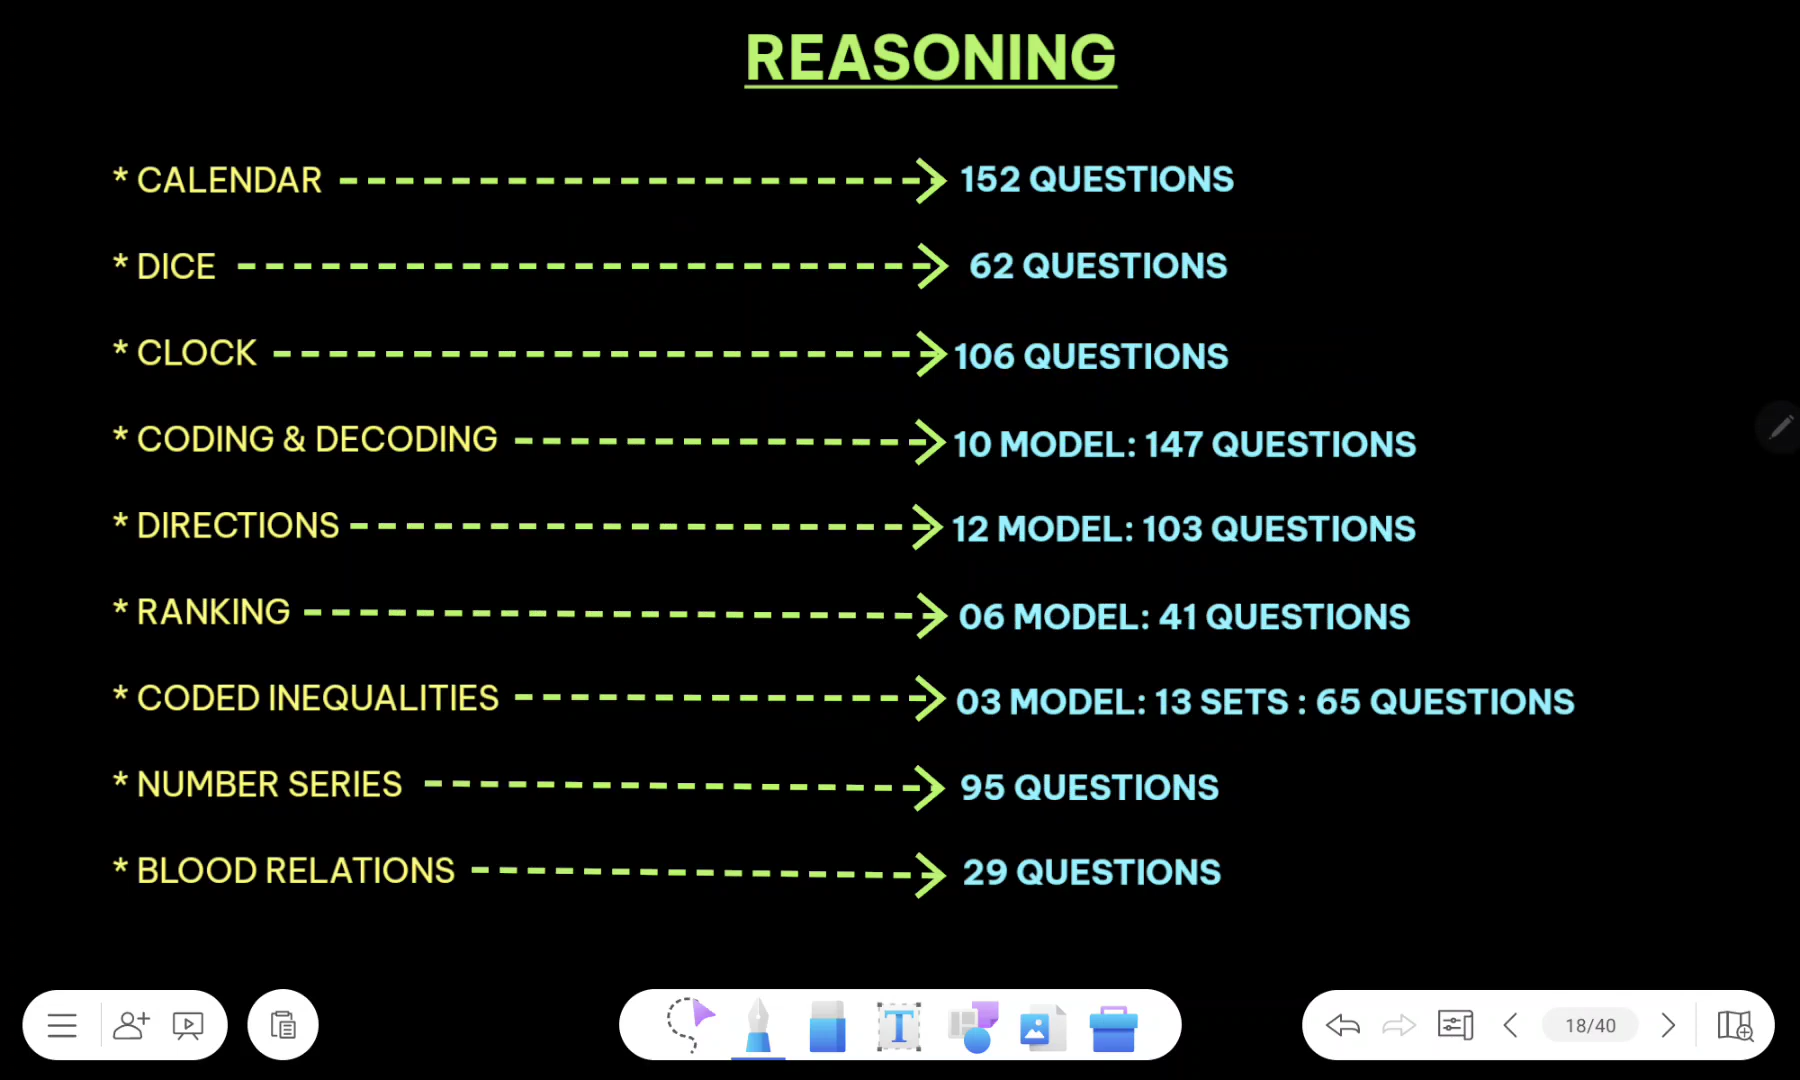 REASONING
* CALENDAR 152 QUESTIONS
* DICE 62 QUESTIONS
* CLOCK 106 QUESTIONS
* CODING & DECODING 10 MODEL: 147 QUESTIONS
* DIRECTIONS 12 MODEL: 103 QUESTIONS
* RANKING 06 MODEL: 41 QUESTIONS
* CODED INEQUALITIES 03 MODEL: 13 SETS : 65 QUESTIONS
* NUMBER SERIES 95 QUESTIONS
* BLOOD RELATIONS 29 QUESTIONS
T
18/40